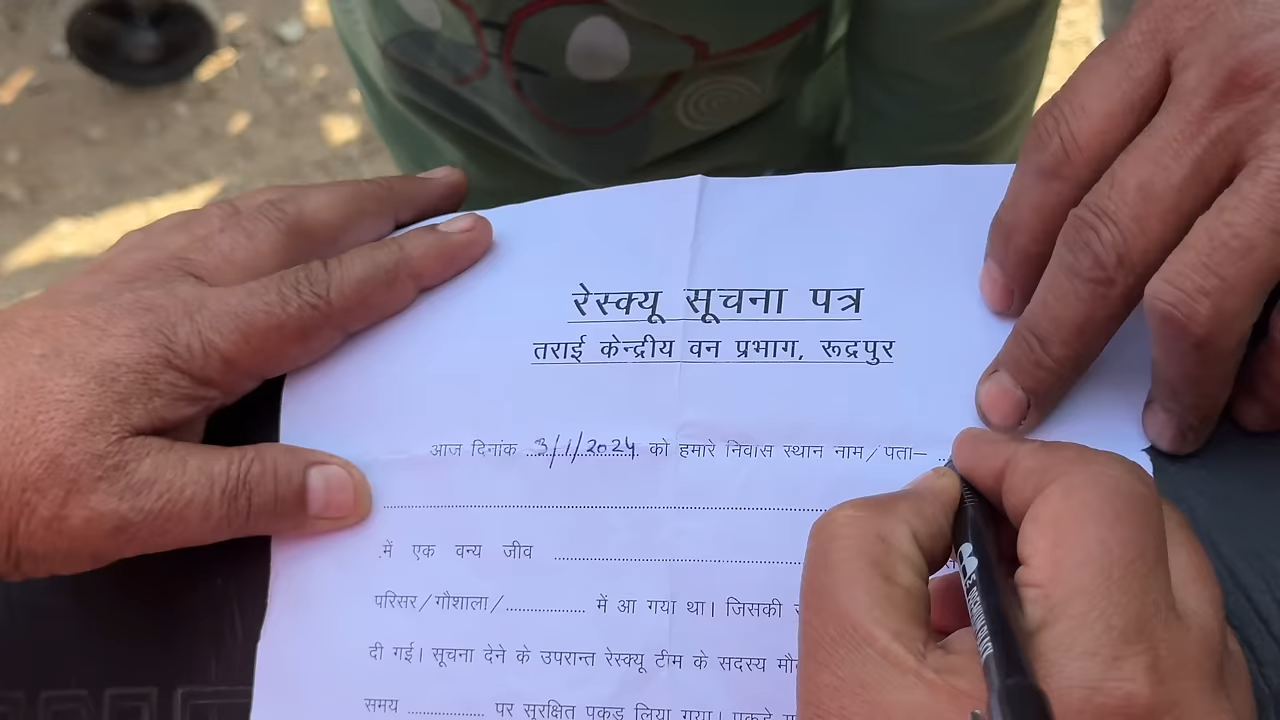 रेस्क्यू सूचना पत्र
तराई केन्द्रीय वन प्रभाग, रूद्रपुर
आज दिनांक 3/1/2024 को हमारे निवास स्थान नाम/पता–
में एक वन्य जीव
परिसर/गौशाला/ ............... में आ गया था। जिसकी
दी गई। सूचना देने के उपरान्त रेस्क्यू टीम के सदस्य
समय ............... पर सुरक्षित पकड़ लिया गया।